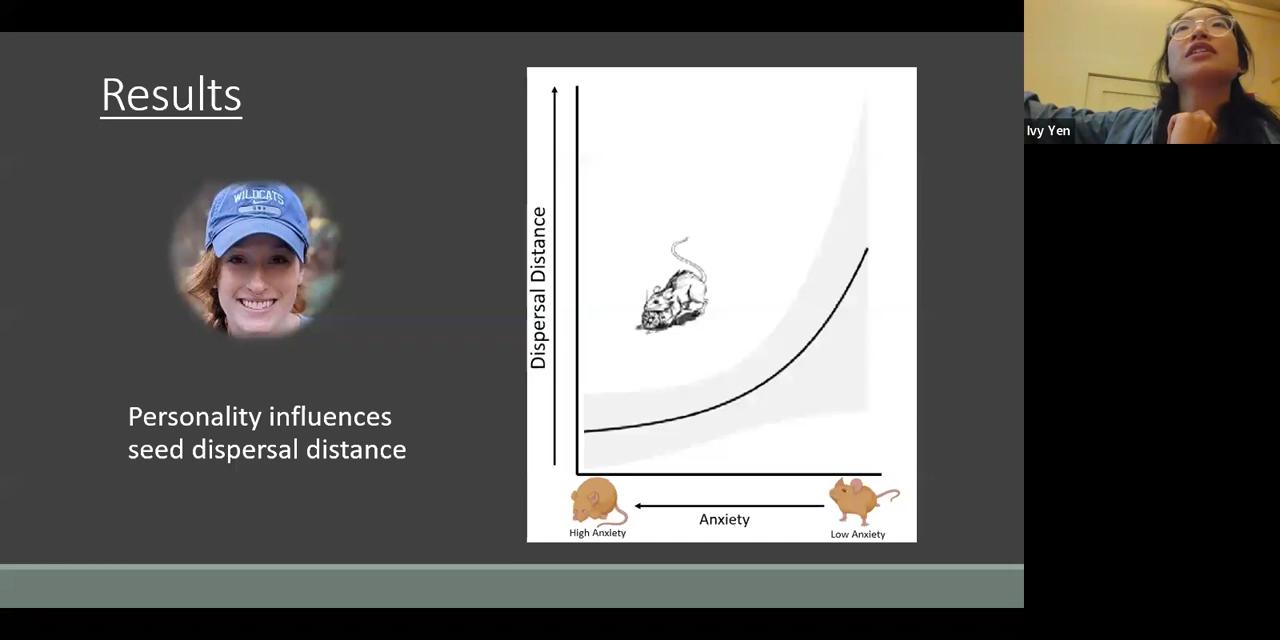 Results
WILDCATS
Personality influences
seed dispersal distance
Dispersal Distance
Anxiety
High Anxiety
Low Anxiety
Ivy Yen